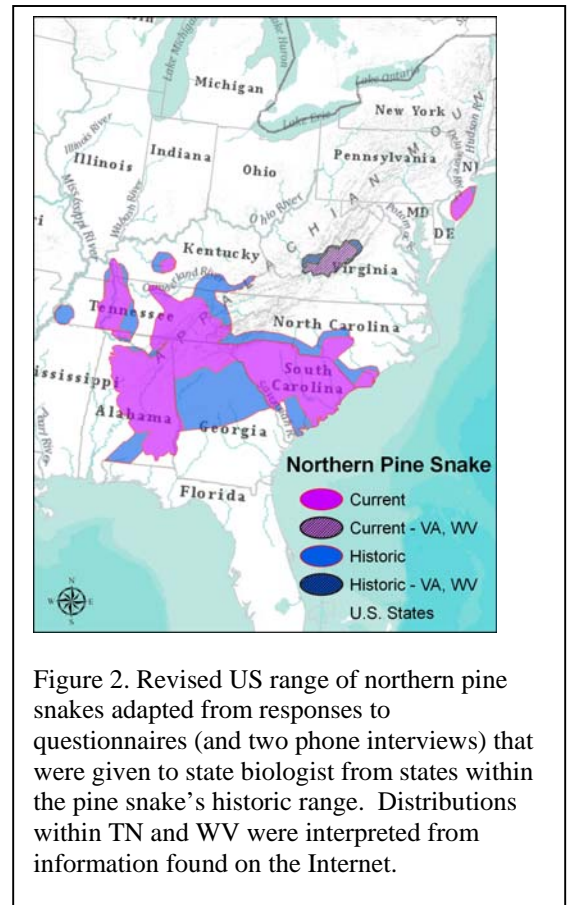 Lake Michigan
Lake Huron
Michigan
Lake Ontario
Lake Erie
New York
Hudson
Illinois River
Illinois
Indiana
Ohio
Pennsylvania
NJ
Mississippi River
Wabash River
Ohio River
MD
DE
Kentucky
Virginia
A P P A L A C H I A N M O U
Tennessee
North Carolina
South
Carolina
ississippi
Alabama
Georgia
Savannah R.
Pearl River
Florida
Northern Pine Snake
Current
Current - VA, WV
Historic
Historic - VA, WV
U.S. States
N
W E
S
Figure 2. Revised US range of northern pine
snakes adapted from responses to
questionnaires (and two phone interviews) that
were given to state biologist from states within
the pine snake’s historic range.  Distributions
within TN and WV were interpreted from
information found on the Internet.